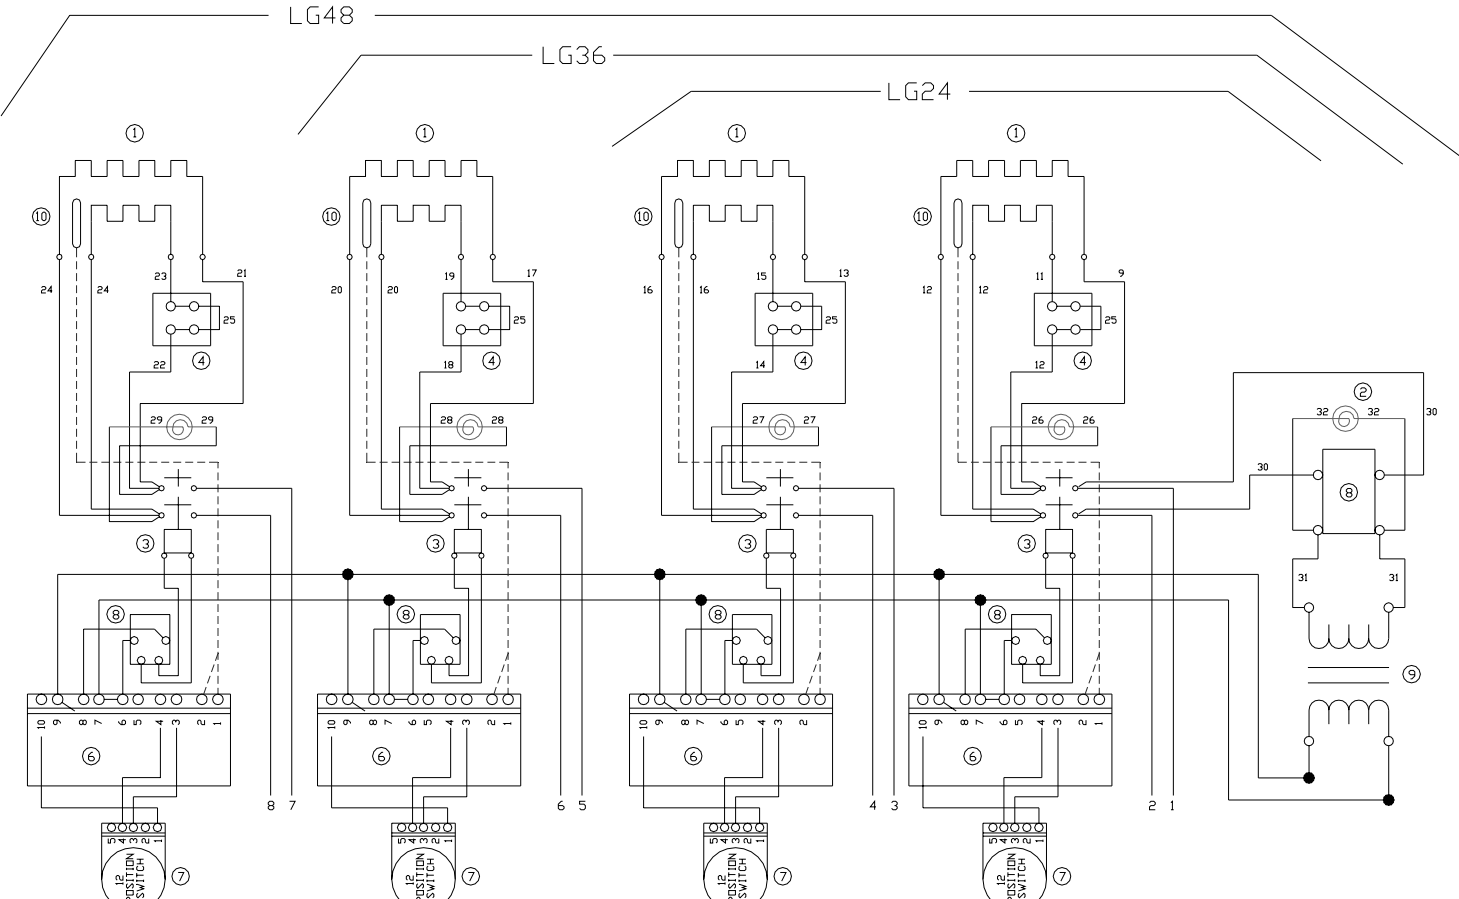 LG48
LG36
LG24
1 1 1 1
10 10 10 10
21 17 13 9
23 19 15 11
24 24 20 20 16 16 12 12
25 25 25 25
4 4 4 4
22 18 14 12
2
32 32 30
29 29 28 28 27 27 26 26
30
8
3 3 3 3
31 31
8 8 8 8
9
10 9 8 7 6 5 4 3 2 1
10 9 8 7 6 5 4 3 2 1
10 9 8 7 6 5 4 3 2
10 9 8 7 6 5 4 3 2 1
6 6 6 6
8 7 6 5 4 3 2 1
5 4 3 2 1
5 4 3 2 1
5 4 3 2 1
5 4 3 2 1
12
POSITION
SWITCH
7
12
POSITION
SWITCH
7
12
POSITION
SWITCH
7
12
POSITION
SWITCH
7